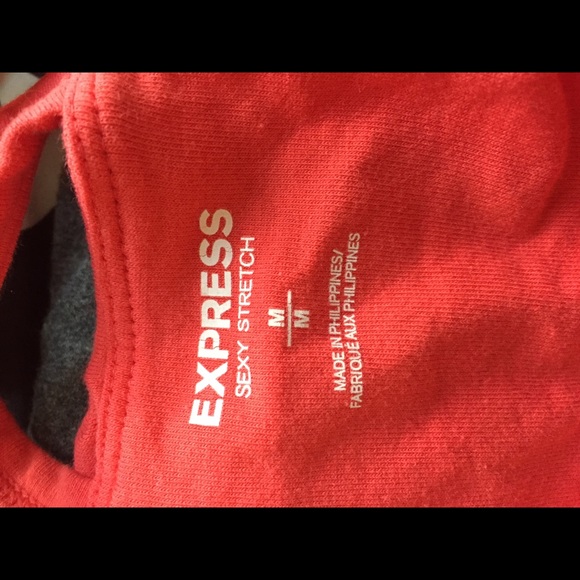 EXPRESS
SEXY STRETCH
M
M
MADE IN PHILIPPINES/
FABRIQUÉ AUX PHILIPPINES